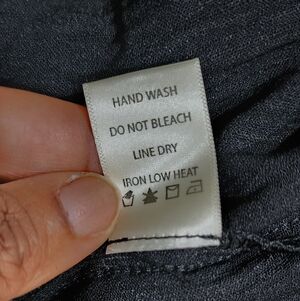 HAND WASH
DO NOT BLEACH
LINE DRY
IRON LOW HEAT